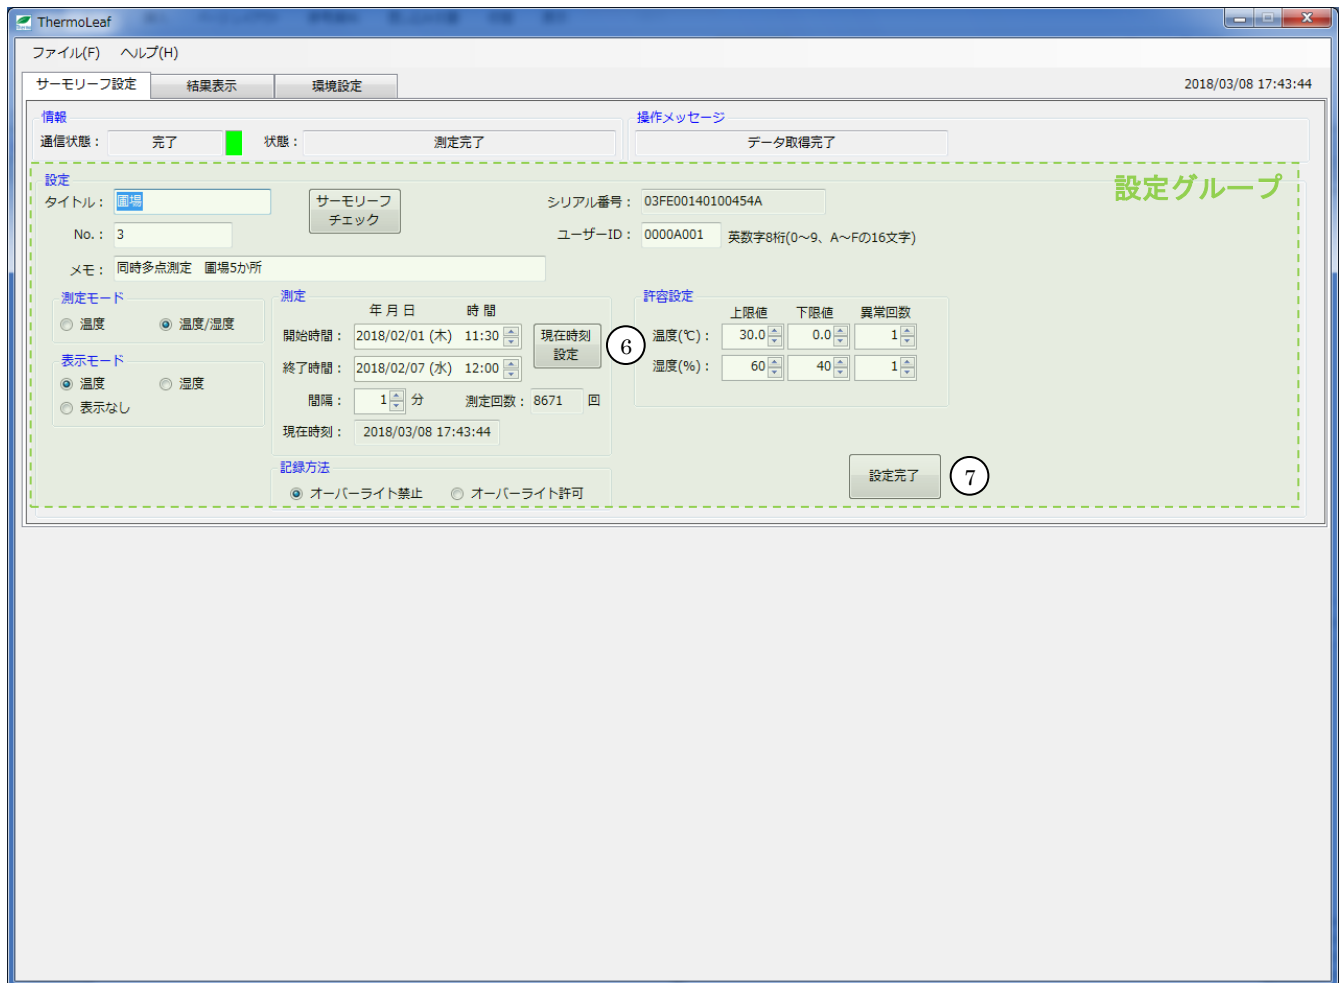 ThermoLeaf
ファイル(F) ヘルプ(H)
サーモリーフ設定 結果表示 環境設定 2018/03/08 17:43:44
情報 操作メッセージ
通信状態： 完了 状態： 測定完了 データ取得完了
設定 設定グループ
タイトル： 圃場 サーモリーフ チェック シリアル番号： 03FE00140100454A
No.： 3 ユーザーID： 0000A001 英数字8桁(0～9、A～Fの16文字)
メモ： 同時多点測定 圃場5か所
測定モード 測定 許容設定
年月日 時間 上限値 下限値 異常回数
温度 温度/湿度 開始時間： 2018/02/01 (木) 11:30 現在時刻 設定 ⑥ 温度(℃)： 30.0 0.0 1
表示モード
温度 湿度 終了時間： 2018/02/07 (水) 12:00 湿度(%)： 60 40 1
表示なし 間隔： 1 分 測定回数： 8671 回
現在時刻： 2018/03/08 17:43:44
記録方法 設定完了 ⑦
オーバーライト禁止 オーバーライト許可